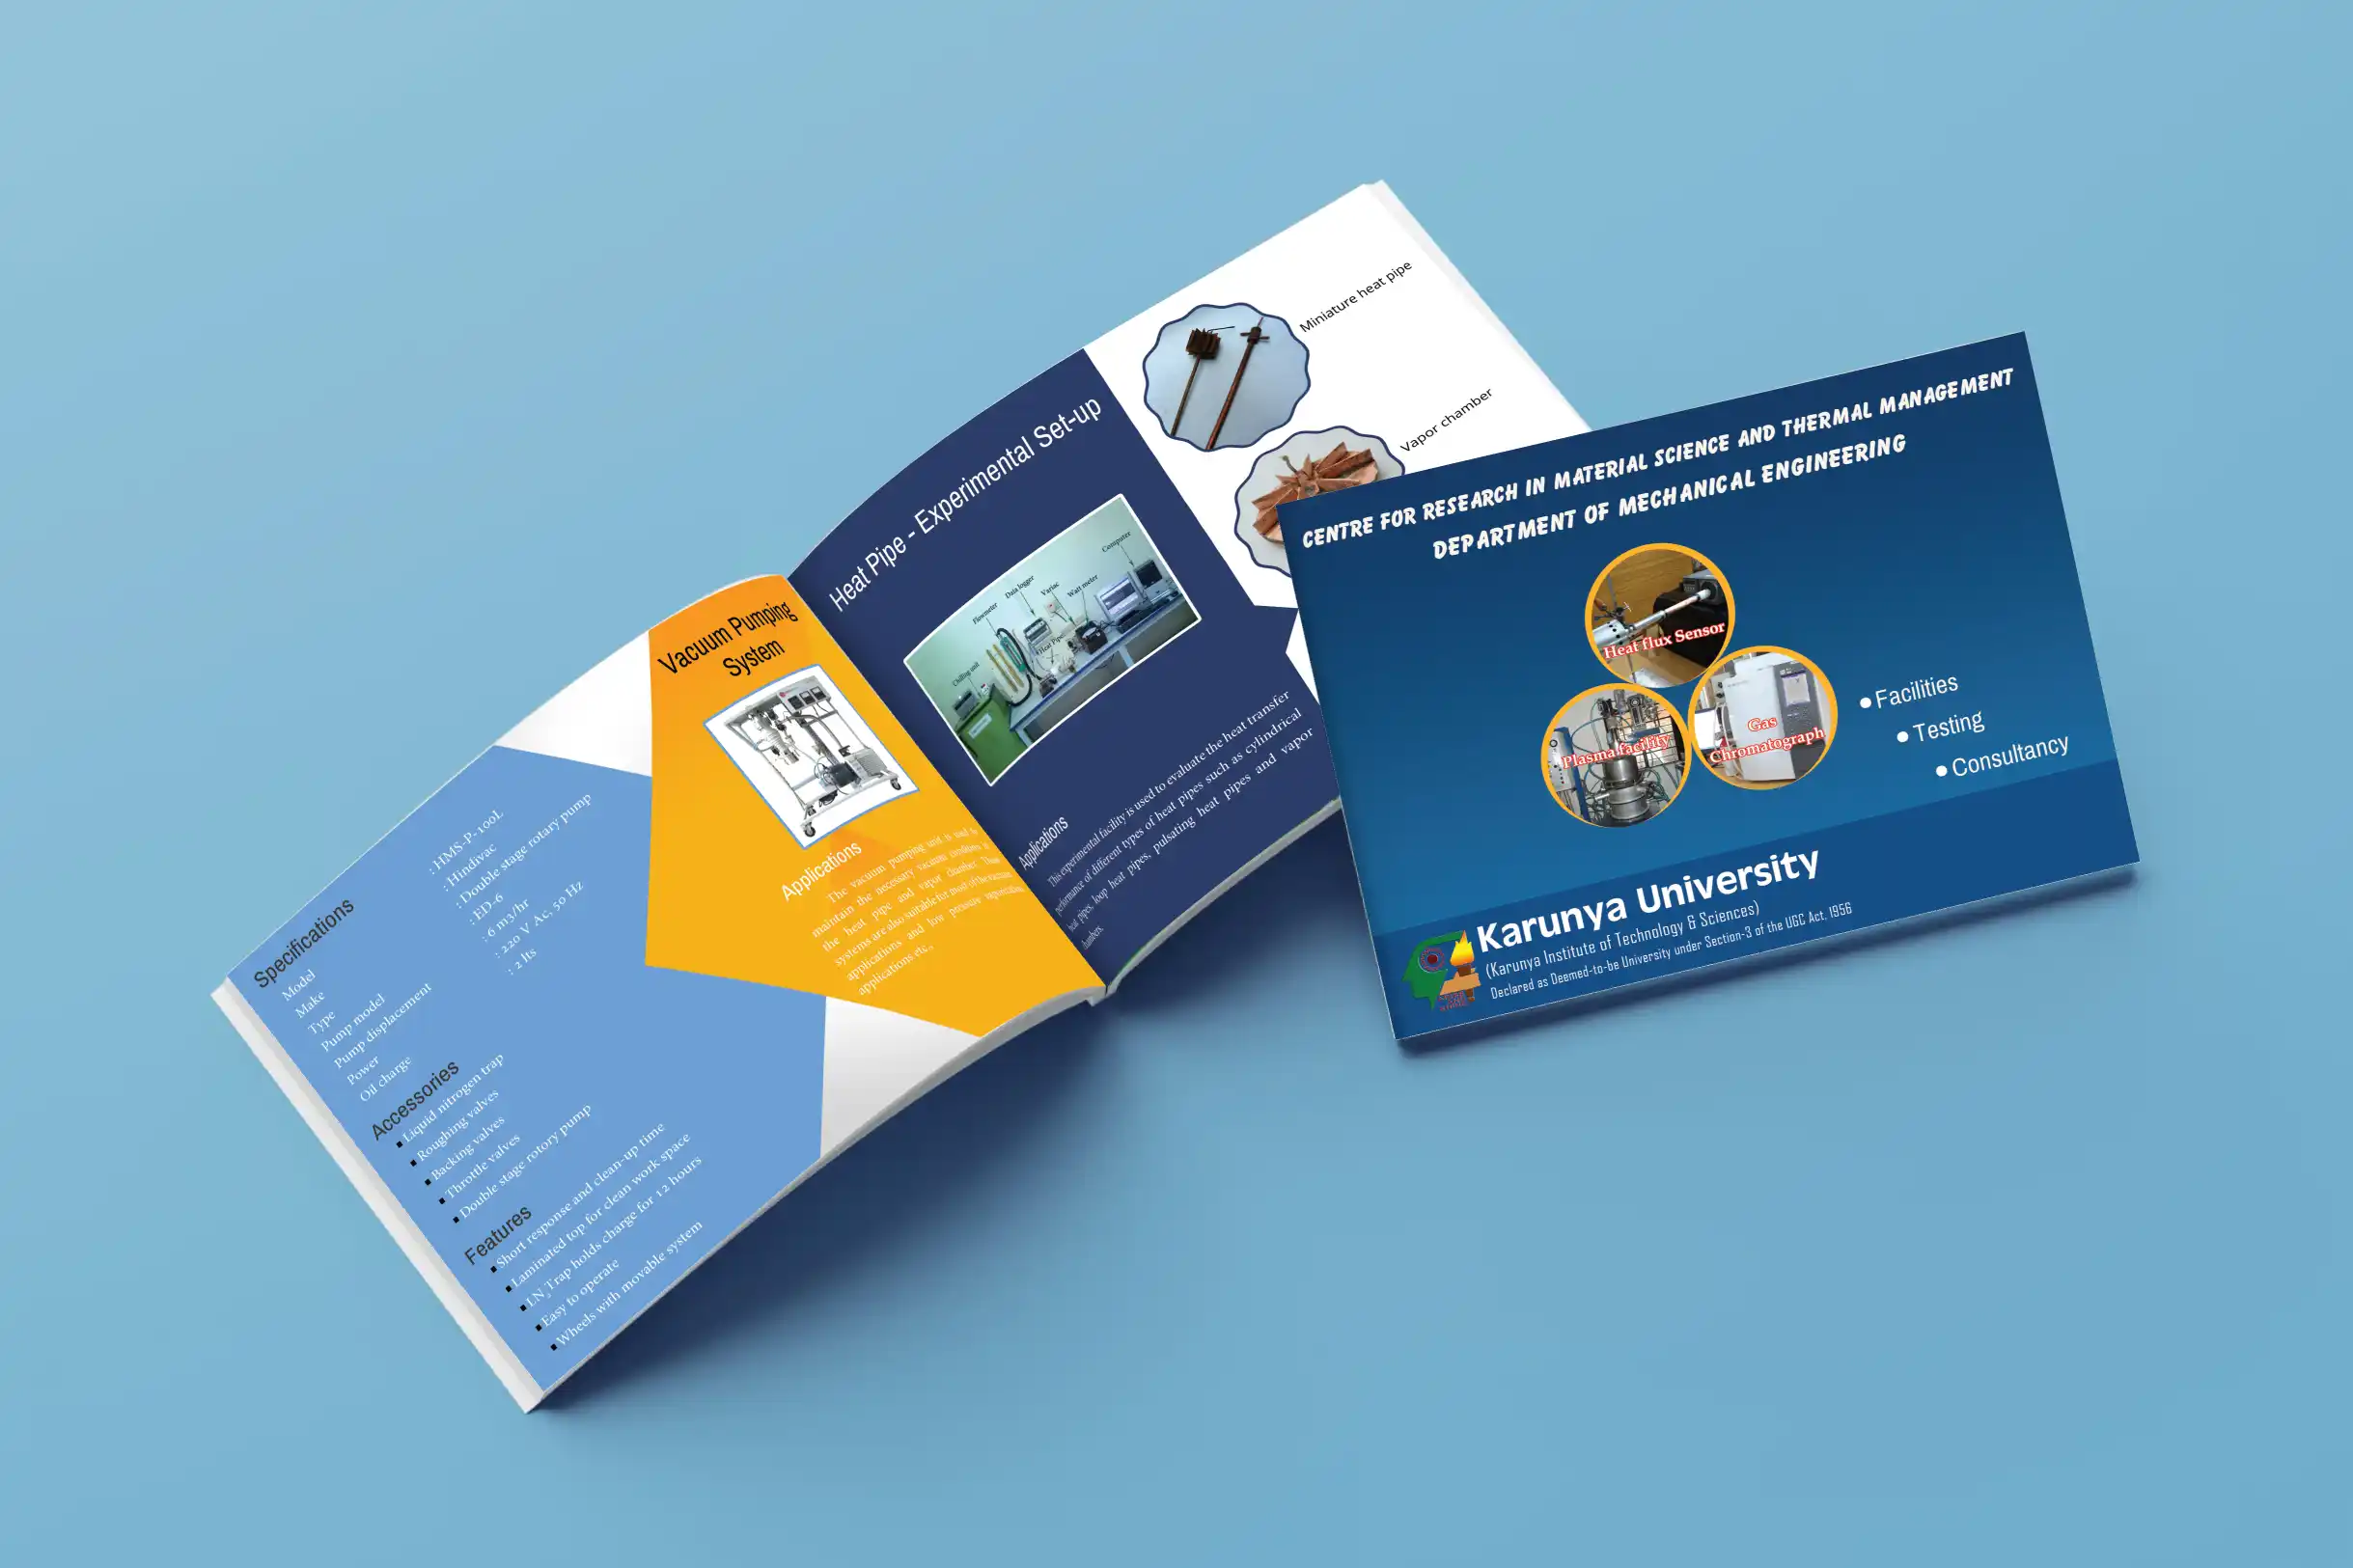 Specifications
Model : HMS-P-100L
Make : Hindivac
Type : Double stage rotary pump
Pump model : ED-6
Pump displacement : 6 m3/hr
Power : 220 V Ac, 50 Hz
Oil charge : 2 lts
Accessories
Liquid nitrogen trap
Roughing valves
Backing valves
Throttle valves
Double stage rotory pump
Features
Short response and clean-up time
Laminated top for clean work space
LN2 Trap holds charge for 12 hours
Easy to operate
Wheels with movable system
Vacuum Pumping
System
Applications
The vacuum pumping unit is used to
maintain the necessary vacuum condition in
the heat pipe and vapor chamber. These
systems are also suitable for most of the vacuum
applications and low pressure
applications etc.,
Heat Pipe - Experimental Set-up
Chilling unit
Flowmeter
Data logger
Heat Pipe
Variac
Watt meter
Computer
Applications
This experimental facility is used to evaluate the heat transfer
performance of different types of heat pipes such as cylindrical
heat pipes, loop heat pipes, pulsating heat pipes and vapor
chambers.
Miniature heat pipe
Vapor chamber
CENTRE FOR RESEARCH IN MATERIAL SCIENCE AND THERMAL MANAGEMENT
DEPARTMENT OF MECHANICAL ENGINEERING
Heat flux Sensor
Plasma facility
Gas
Chromatograph
Facilities
Testing
Consultancy
Karunya University
(Karunya Institute of Technology & Sciences)
Declared as Deemed-to-be University under Section-3 of the UGC Act, 1956